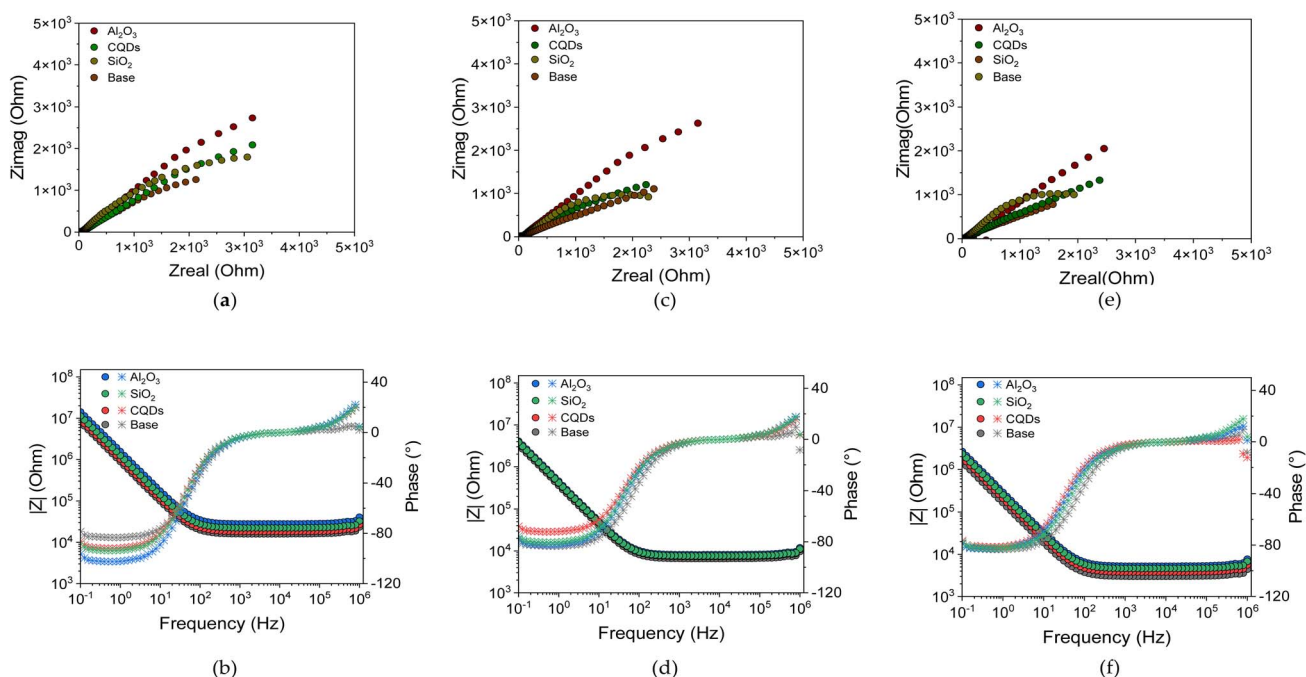 5×10³
4×10³
3×10³
2×10³
1×10³
0
Zimag (Ohm)
Al₂O₃
CQDs
SiO₂
Base
0 1×10³ 2×10³ 3×10³ 4×10³ 5×10³
Zreal (Ohm)
(a)
5×10³
4×10³
3×10³
2×10³
1×10³
0
Zimag (Ohm)
Al₂O₃
CQDs
SiO₂
Base
0 1×10³ 2×10³ 3×10³ 4×10³ 5×10³
Zreal (Ohm)
(c)
5×10³
4×10³
3×10³
2×10³
1×10³
0
Zimag(Ohm)
Al₂O₃
CQDs
SiO₂
Base
0 1×10³ 2×10³ 3×10³ 4×10³ 5×10³
Zreal(Ohm)
(e)
10⁸
10⁷
10⁶
10⁵
10⁴
10³
|Z| (Ohm)
Al₂O₃
SiO₂
CQDs
Base
40
0
-40
-80
-120
Phase (°)
10⁻¹ 10⁰ 10¹ 10² 10³ 10⁴ 10⁵ 10⁶
Frequency (Hz)
(b)
10⁸
10⁷
10⁶
10⁵
10⁴
10³
|Z| (Ohm)
Al₂O₃
SiO₂
CQDs
Base
40
0
-40
-80
-120
Phase (°)
10⁻¹ 10⁰ 10¹ 10² 10³ 10⁴ 10⁵ 10⁶
Frequency (Hz)
(d)
10⁸
10⁷
10⁶
10⁵
10⁴
10³
|Z| (Ohm)
Al₂O₃
SiO₂
CQDs
Base
40
0
-40
-80
-120
Phase (°)
10⁻¹ 10⁰ 10¹ 10² 10³ 10⁴ 10⁵ 10⁶
Frequency (Hz)
(f)